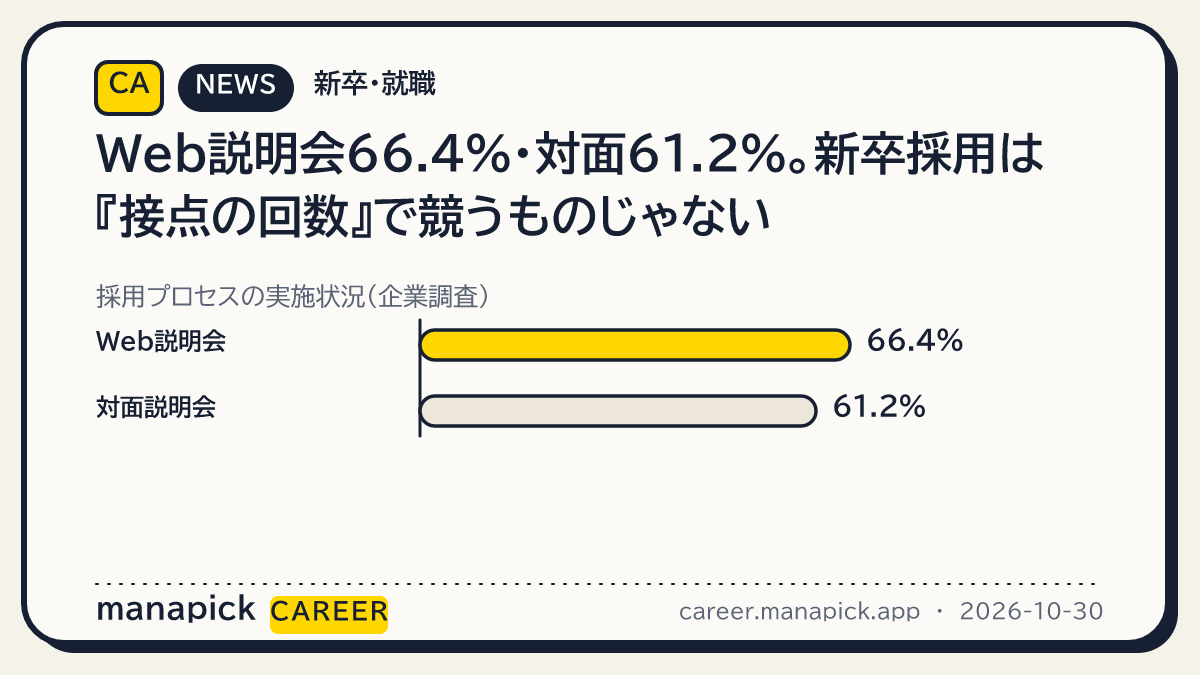 CA NEWS 新卒・就職
Web説明会66.4%・対面61.2%。新卒採用は
『接点の回数』で競うものじゃない
採用プロセスの実施状況(企業調査)
Web説明会 66.4%
対面説明会 61.2%
manapick CAREER career.manapick.app ・ 2026-10-30